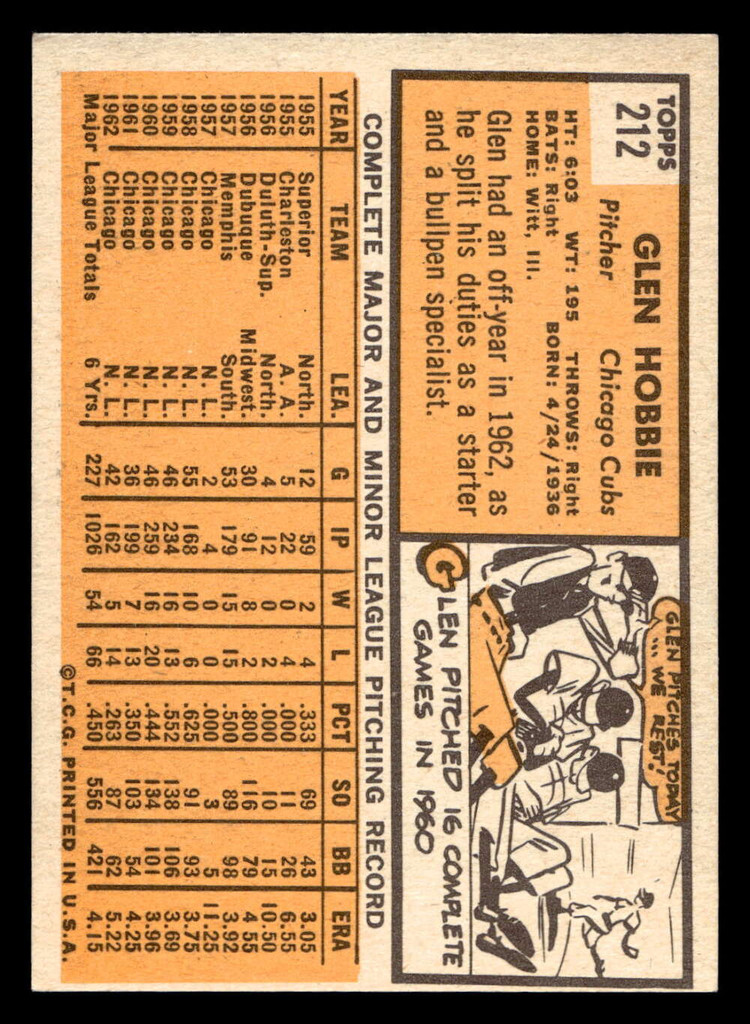 TOPPS
212
GLEN HOBBIE
Pitcher Chicago Cubs
HT: 6:03 WT: 195 THROWS: Right
BATS: Right BORN: 4/24/1936
HOME: Witt, Ill.
Glen had an off-year in 1962, as
he split his duties as a starter
and a bullpen specialist.
GLEN PITCHES TODAY
.... WE REST!
GLEN PITCHED 16 COMPLETE
GAMES IN 1960
COMPLETE MAJOR AND MINOR LEAGUE PITCHING RECORD
YEAR TEAM LEA. G IP W L PCT SO BB ERA
1955 Superior North. 12 59 2 4 .333 69 43 3.05
1955 Charleston A. A. 5 22 0 4 .000 11 26 6.55
1956 Duluth-Sup. North. 4 12 0 2 .000 10 15 10.50
1956 Dubuque Midwest. 30 91 8 2 .800 116 79 4.55
1957 Memphis South. 53 179 15 15 .500 89 98 3.92
1957 Chicago N. L. 2 4 0 0 .000 3 5 11.25
1958 Chicago N. L. 55 168 10 6 .625 91 93 3.75
1959 Chicago N. L. 46 234 16 13 .552 138 106 3.69
1960 Chicago N. L. 46 259 16 20 .444 134 101 3.96
1961 Chicago N. L. 36 199 7 13 .350 103 54 4.25
1962 Chicago N. L. 42 162 5 14 .263 87 62 5.22
Major League Totals 6 Yrs. 227 1026 54 66 .450 556 421 4.15
©T.C.G. PRINTED IN U.S.A.